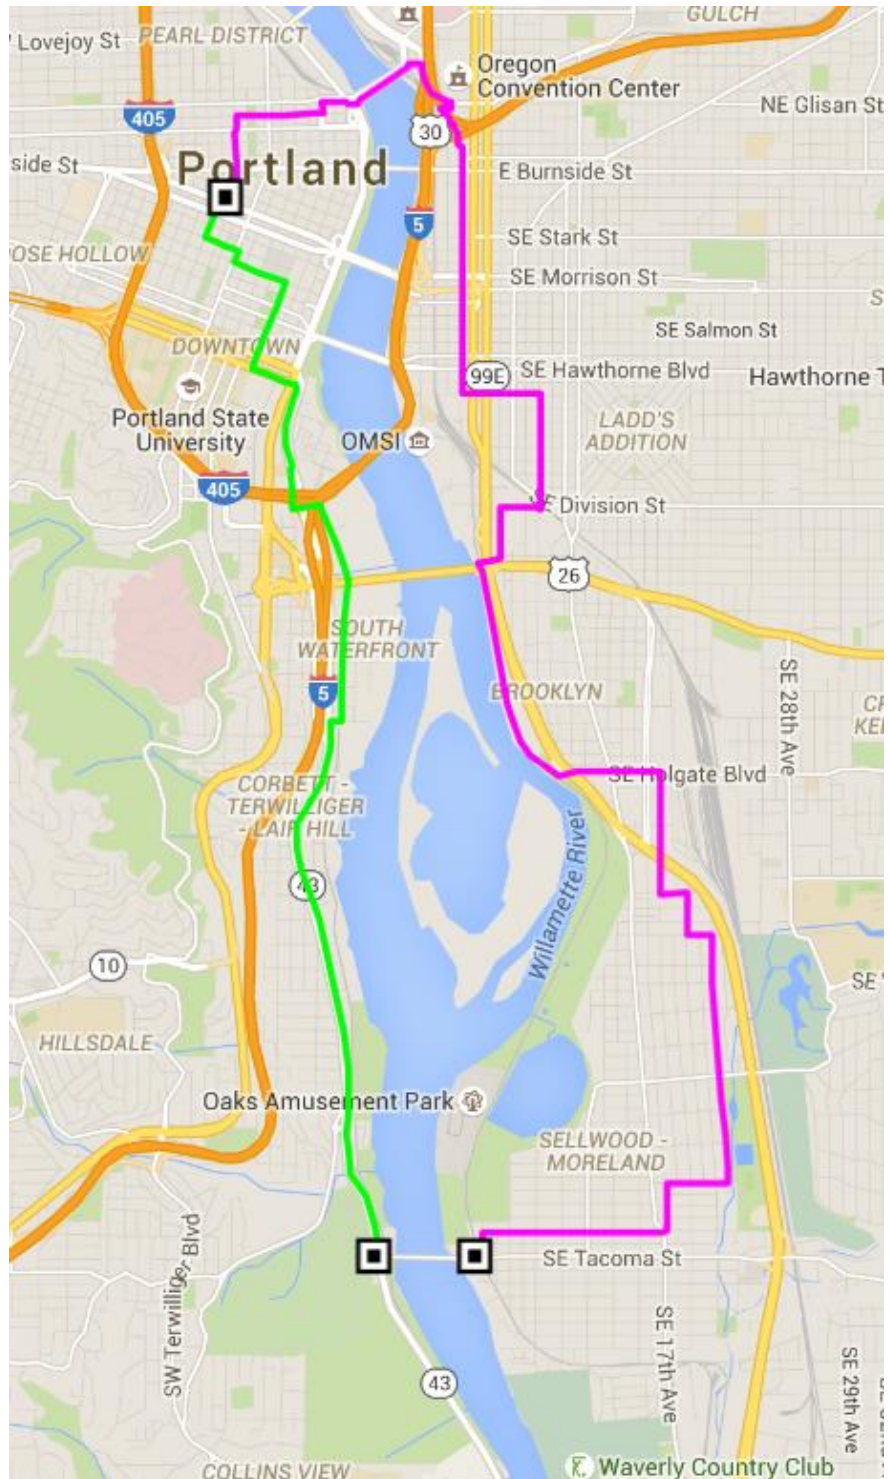 GULCH
Lovejoy St
PEARL DISTRICT
Oregon
Convention Center
405
NE Glisan St
30
side St
Portland
E Burnside St
5
SE Stark St
OSE HOLLOW
SE Morrison St
S
SE Salmon St
DOWNTOWN
SE Hawthorne Blvd
99E
Hawthorne T
Portland State
University
LADD'S
ADDITION
OMSI
405
SE Division St
26
SOUTH
WATERFRONT
SE 28th Ave
5
BROOKLYN
CR
KE
SE Holgate Blvd
CORBETT -
TERWILLIGER
- LAIR HILL
Willamette River
43
10
SE
HILLSDALE
Oaks Amusement Park
SELLWOOD -
MORELAND
SW Terwilliger Blvd
SE Tacoma St
SE 17th Ave
SE 29th Ave
43
COLLINS VIEW
Waverly Country Club